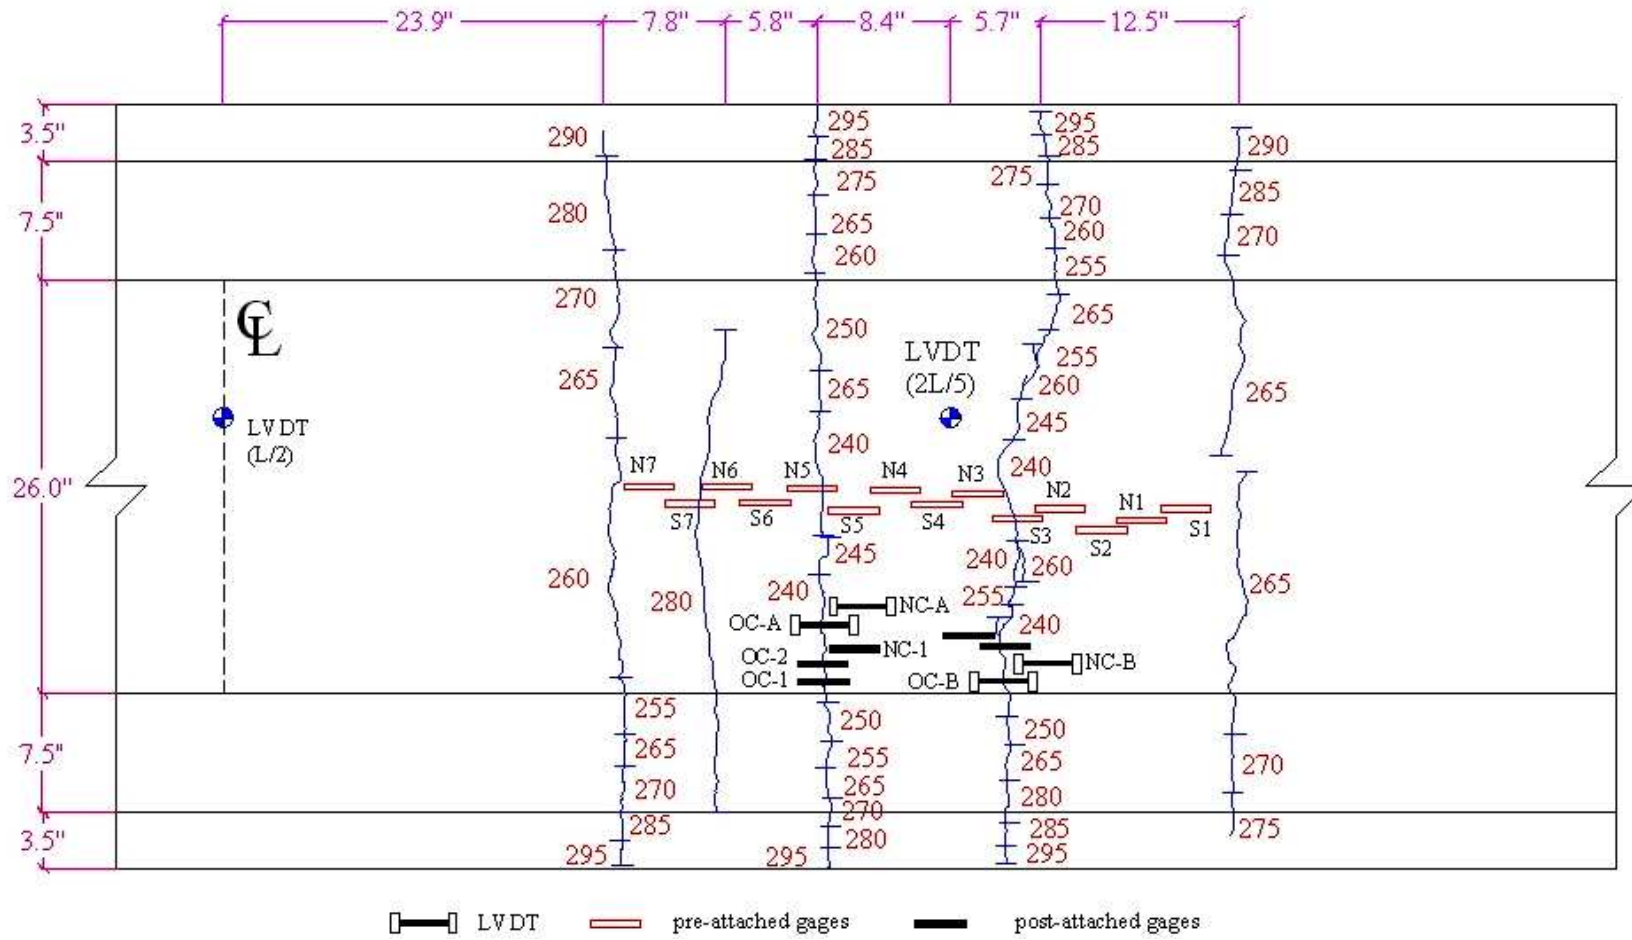 23.9" 7.8" 5.8" 8.4" 5.7" 12.5"
3.5"
290 295 295 290
285 285
7.5"
275 275 285
280 265 270 270
260 260
255
270
C
L
250 265
LVDT
(2L/5)
255
265 265 260 265
245
LVDT
(L/2)
240 240
26.0"
N7 N6 N5 N4 N3 N2 N1
S7 S6 S5 S4 S3 S2 S1
245 240 260
260 280 240 255 265
NC-A
OC-A 240
OC-2 NC-1 NC-B
OC-1 OC-B
255 250 250
7.5"
265 255 265 270
270 265 280
270
3.5"
285 280 285 275
295 295 295
LVDT pre-attached gages post-attached gages